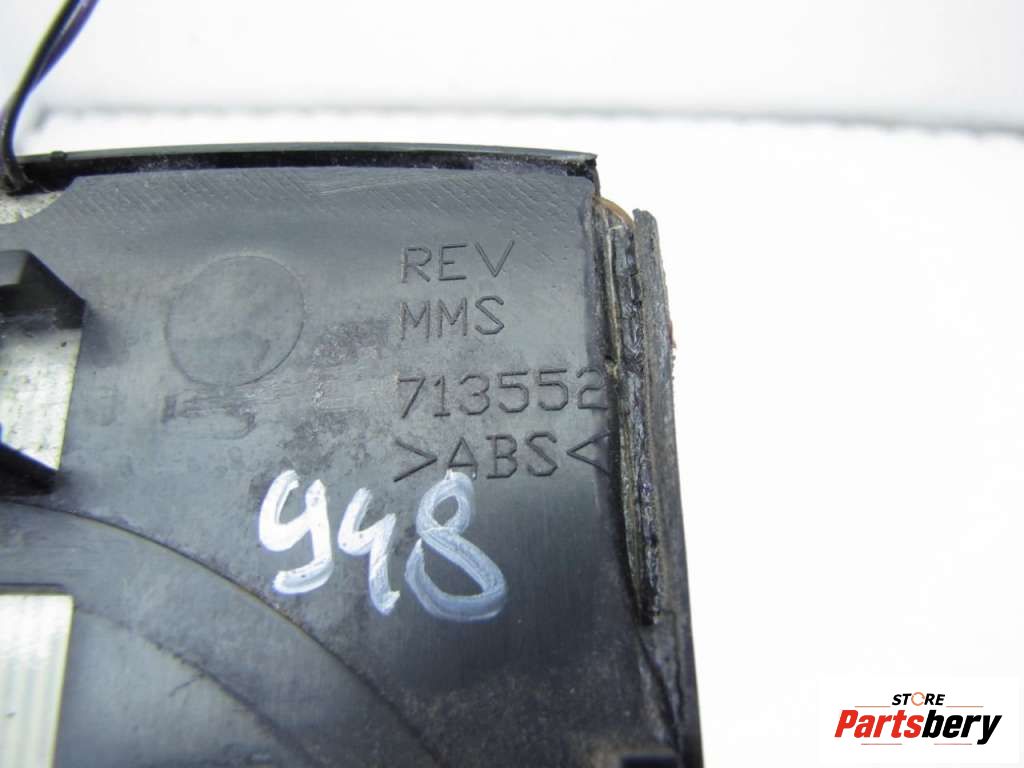 REV
MMS
713552
>ABS<
948
STORE
Partsbery